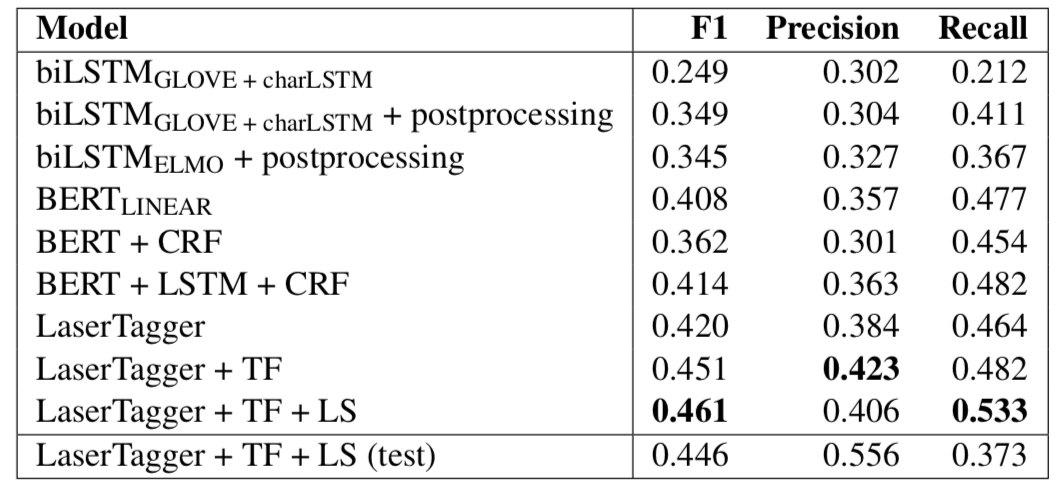 Model F1 Precision Recall
biLSTM GLOVE + charLSTM 0.249 0.302 0.212
biLSTM GLOVE + charLSTM + postprocessing 0.349 0.304 0.411
biLSTM ELMO + postprocessing 0.345 0.327 0.367
BERT LINEAR 0.408 0.357 0.477
BERT + CRF 0.362 0.301 0.454
BERT + LSTM + CRF 0.414 0.363 0.482
LaserTagger 0.420 0.384 0.464
LaserTagger + TF 0.451 0.423 0.482
LaserTagger + TF + LS 0.461 0.406 0.533
LaserTagger + TF + LS (test) 0.446 0.556 0.373